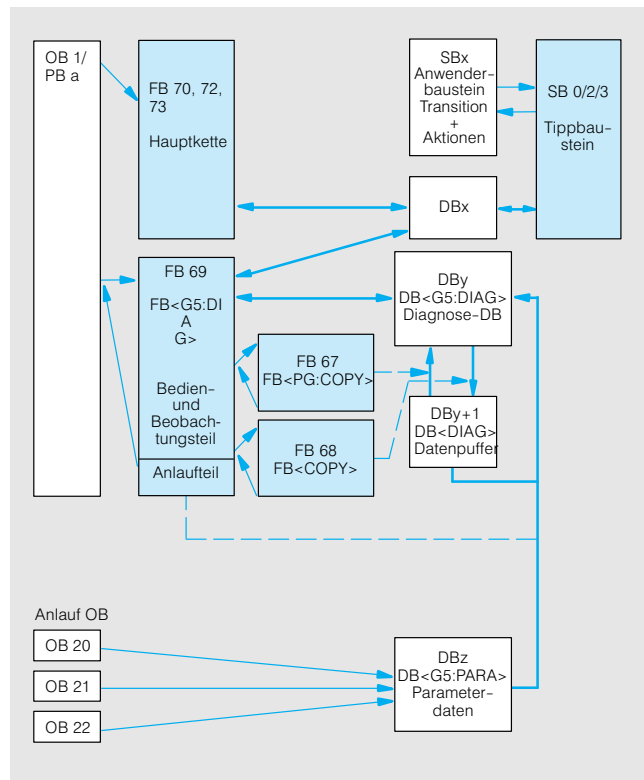 OB 1/
PB a
FB 70, 72,
73
Hauptkette
SBx
Anwender-
baustein
Transition
+
Aktionen
SB 0/2/3
Tippbau-
stein
DBx
FB 69
FB<G5:DI
A
G>
Bedien-
und
Beobach-
tungsteil
Anlaufteil
FB 67
FB<PG:COPY>
FB 68
FB<COPY>
DBy
DB<G5:DIAG>
Diagnose-DB
DBy+1
DB<DIAG>
Datenpuffer
Anlauf OB
OB 20
OB 21
OB 22
DBz
DB<G5:PARA>
Parameter-
daten